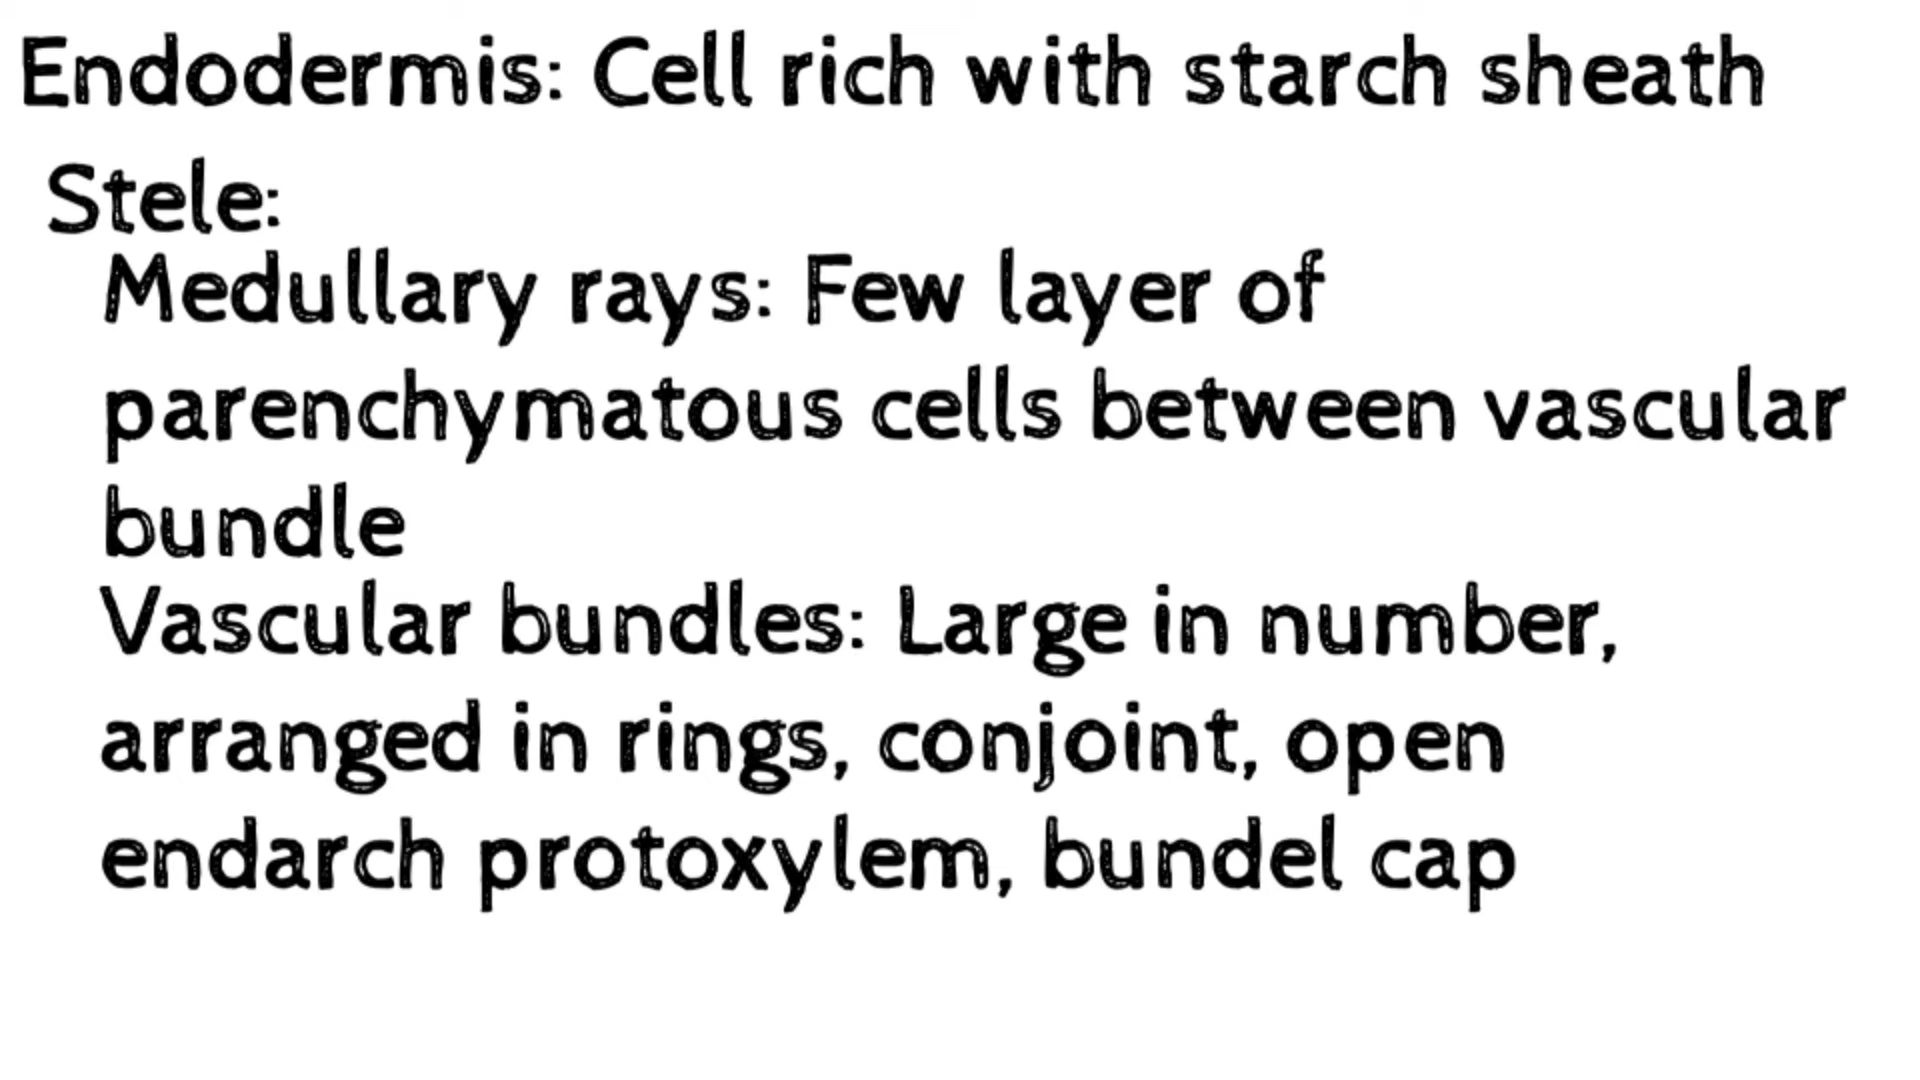 Endodermis: Cell rich with starch sheath
Stele:
Medullary rays: Few layer of
parenchymatous cells between vascular
bundle
Vascular bundles: Large in number,
arranged in rings, conjoint, open
endarch protoxylem, bundel cap